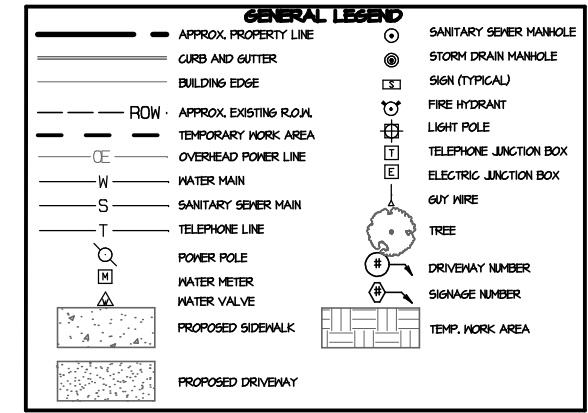 GENERAL LEGEND
APPROX. PROPERTY LINE
CURB AND GUTTER
BUILDING EDGE
ROW APPROX. EXISTING R.O.W.
TEMPORARY WORK AREA
OE OVERHEAD POWER LINE
W WATER MAIN
S SANITARY SEWER MAIN
T TELEPHONE LINE
POWER POLE
M WATER METER
W WATER VALVE
PROPOSED SIDEWALK
PROPOSED DRIVEWAY
SANITARY SEWER MANHOLE
STORM DRAIN MANHOLE
S SIGN (TYPICAL)
FIRE HYDRANT
LIGHT POLE
T TELEPHONE JUNCTION BOX
E ELECTRIC JUNCTION BOX
GUY WIRE
TREE
# DRIVEWAY NUMBER
# SIGNAGE NUMBER
TEMP. WORK AREA